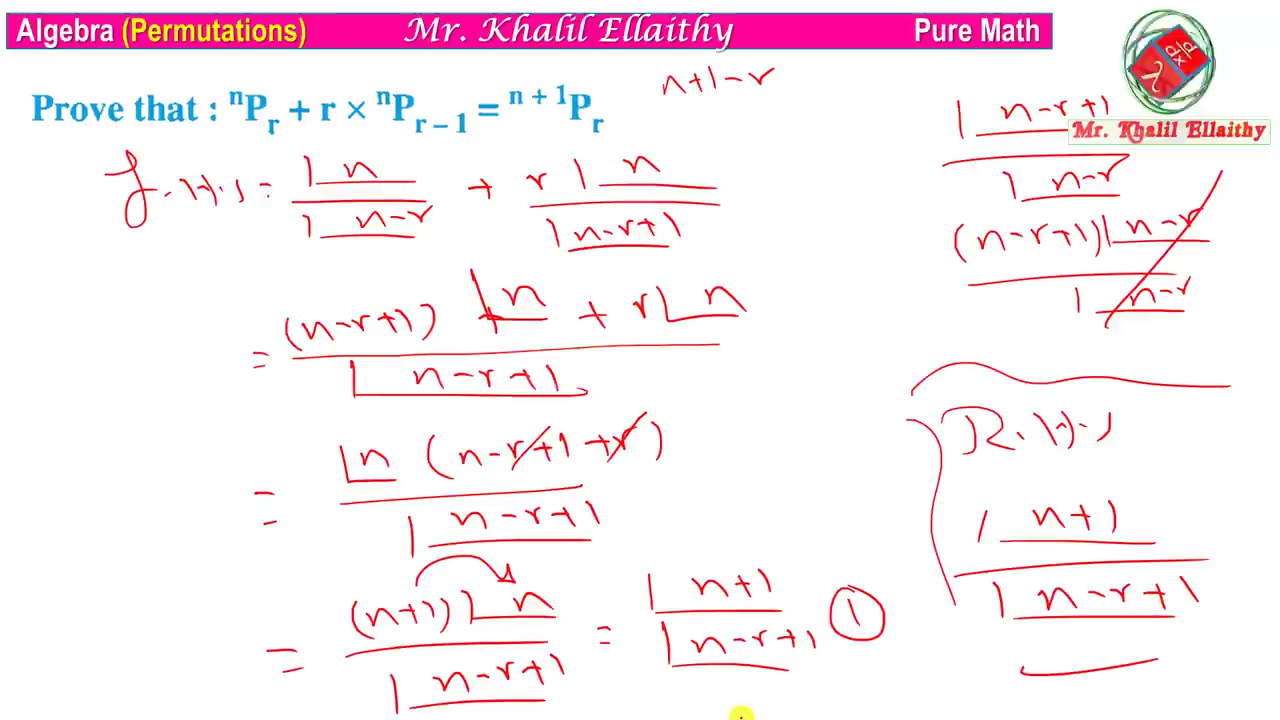 Algebra (Permutations) Mr. Khalil Ellaithy Pure Math
Mr. Khalil Ellaithy
Prove that : ⁿPᵣ + r × ⁿPᵣ₋₁ = ⁿ⁺¹Pᵣ
n+1-r
L.H.S = |n / |n-r + r |n / |n-r+1
= ((n-r+1) |n + r |n) / |n-r+1
= |n (n-r+1+r) / |n-r+1
= (n+1) |n / |n-r+1 = |n+1 / |n-r+1 ①
|n-r+1 / |n-r
(n-r+1) |n-r / |n-r
R.H.S
|n+1 / |n-r+1